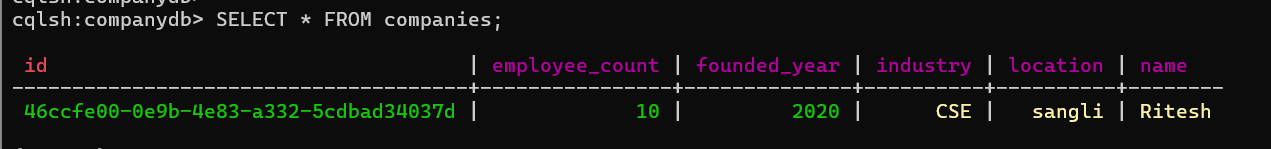 cqlsh:companydb> SELECT * FROM companies;
id | employee_count | founded_year | industry | location | name
--------------------------------------+----------------+--------------+----------+----------+--------
46ccfe00-0e9b-4e83-a332-5cdbad34037d | 10 | 2020 | CSE | sangli | Ritesh